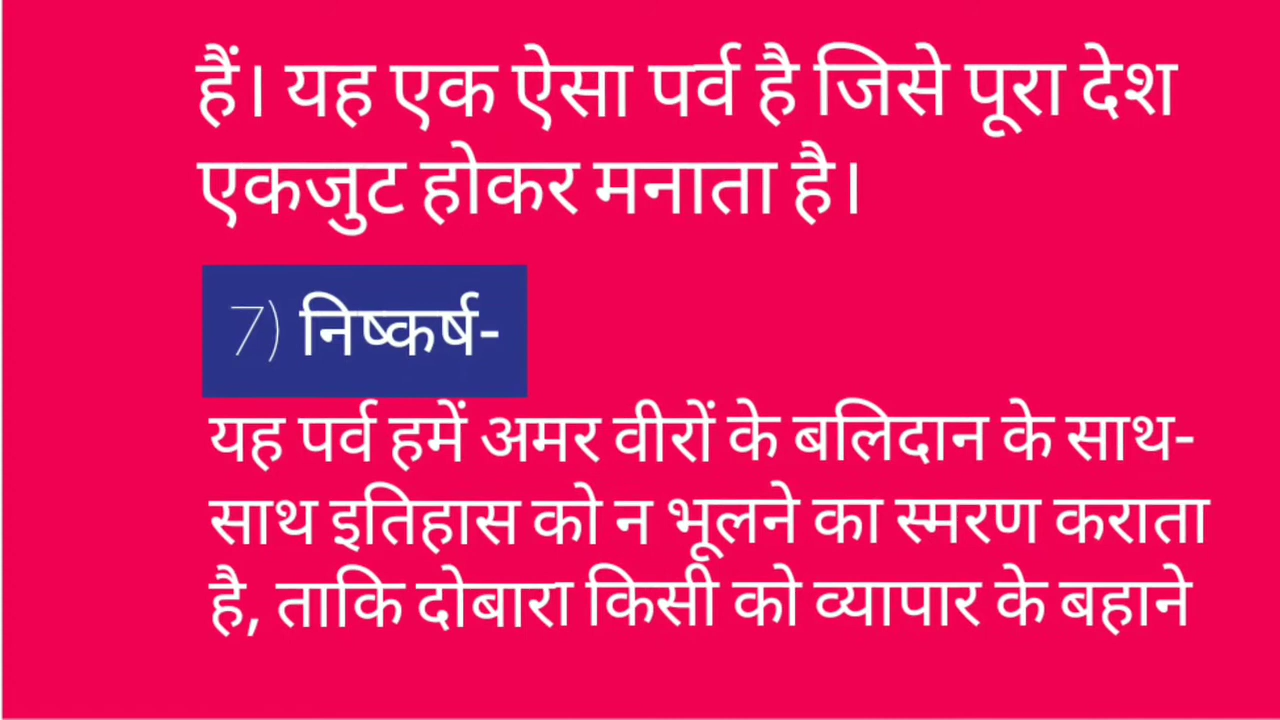 हैं। यह एक ऐसा पर्व है जिसे पूरा देश
एकजुट होकर मनाता है।
7) निष्कर्ष-
यह पर्व हमें अमर वीरों के बलिदान के साथ-
साथ इतिहास को न भूलने का स्मरण कराता
है, ताकि दोबारा किसी को व्यापार के बहाने